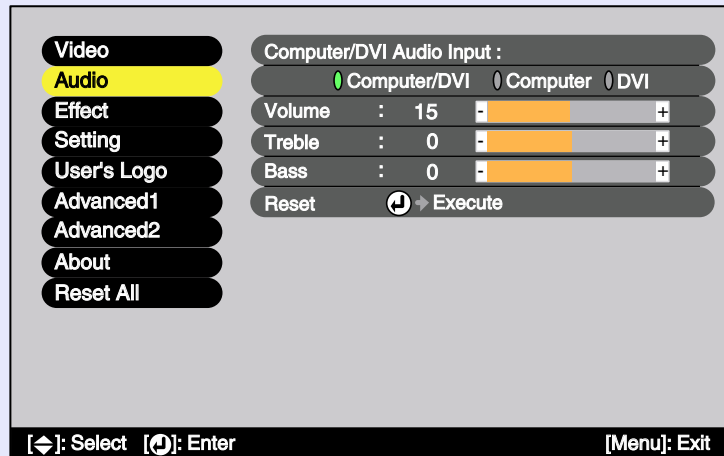 Video
Audio
Effect
Setting
User's Logo
Advanced1
Advanced2
About
Reset All
Computer/DVI Audio Input :
Computer/DVI Computer DVI
Volume : 15 - +
Treble : 0 - +
Bass : 0 - +
Reset Execute
[ ]: Select [ ]: Enter [Menu]: Exit